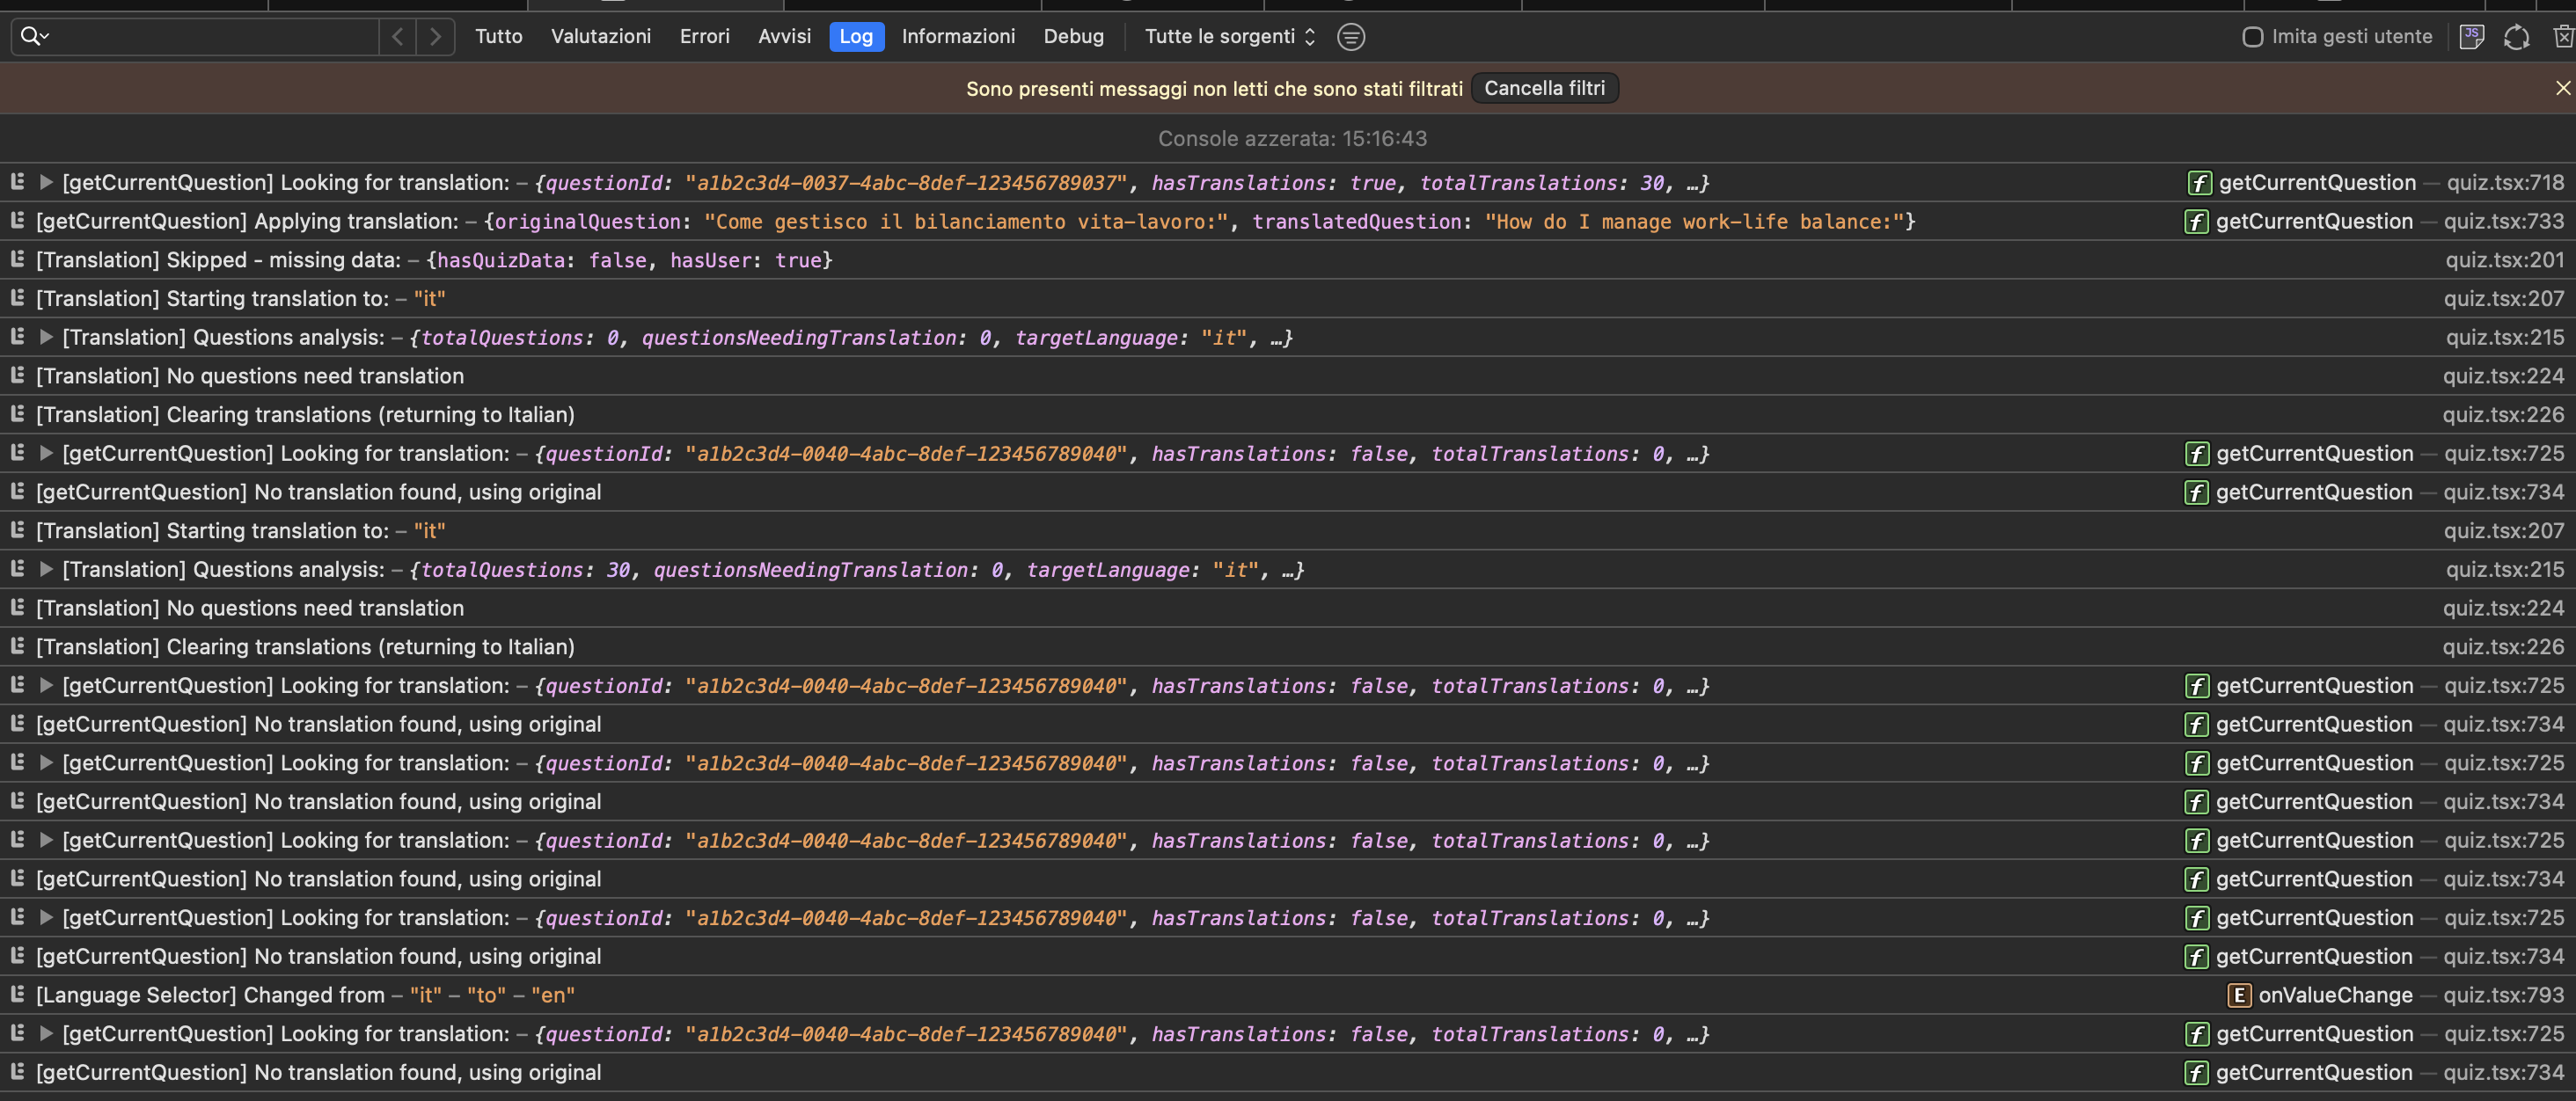 Tutto Valutazioni Errori Avvisi Log Informazioni Debug Tutte le sorgenti Imita gesti utente JS
Sono presenti messaggi non letti che sono stati filtrati Cancella filtri
Console azzerata: 15:16:43
[getCurrentQuestion] Looking for translation: – {questionId: "a1b2c3d4-0037-4abc-8def-123456789037", hasTranslations: true, totalTranslations: 30, …} f getCurrentQuestion — quiz.tsx:718
[getCurrentQuestion] Applying translation: – {originalQuestion: "Come gestisco il bilanciamento vita-lavoro:", translatedQuestion: "How do I manage work-life balance:"} f getCurrentQuestion — quiz.tsx:733
[Translation] Skipped - missing data: – {hasQuizData: false, hasUser: true} quiz.tsx:201
[Translation] Starting translation to: – "it" quiz.tsx:207
[Translation] Questions analysis: – {totalQuestions: 0, questionsNeedingTranslation: 0, targetLanguage: "it", …} quiz.tsx:215
[Translation] No questions need translation quiz.tsx:224
[Translation] Clearing translations (returning to Italian) quiz.tsx:226
[getCurrentQuestion] Looking for translation: – {questionId: "a1b2c3d4-0040-4abc-8def-123456789040", hasTranslations: false, totalTranslations: 0, …} f getCurrentQuestion — quiz.tsx:725
[getCurrentQuestion] No translation found, using original f getCurrentQuestion — quiz.tsx:734
[Translation] Starting translation to: – "it" quiz.tsx:207
[Translation] Questions analysis: – {totalQuestions: 30, questionsNeedingTranslation: 0, targetLanguage: "it", …} quiz.tsx:215
[Translation] No questions need translation quiz.tsx:224
[Translation] Clearing translations (returning to Italian) quiz.tsx:226
[getCurrentQuestion] Looking for translation: – {questionId: "a1b2c3d4-0040-4abc-8def-123456789040", hasTranslations: false, totalTranslations: 0, …} f getCurrentQuestion — quiz.tsx:725
[getCurrentQuestion] No translation found, using original f getCurrentQuestion — quiz.tsx:734
[getCurrentQuestion] Looking for translation: – {questionId: "a1b2c3d4-0040-4abc-8def-123456789040", hasTranslations: false, totalTranslations: 0, …} f getCurrentQuestion — quiz.tsx:725
[getCurrentQuestion] No translation found, using original f getCurrentQuestion — quiz.tsx:734
[getCurrentQuestion] Looking for translation: – {questionId: "a1b2c3d4-0040-4abc-8def-123456789040", hasTranslations: false, totalTranslations: 0, …} f getCurrentQuestion — quiz.tsx:725
[getCurrentQuestion] No translation found, using original f getCurrentQuestion — quiz.tsx:734
[getCurrentQuestion] Looking for translation: – {questionId: "a1b2c3d4-0040-4abc-8def-123456789040", hasTranslations: false, totalTranslations: 0, …} f getCurrentQuestion — quiz.tsx:725
[getCurrentQuestion] No translation found, using original f getCurrentQuestion — quiz.tsx:734
[Language Selector] Changed from – "it" – "to" – "en" E onValueChange — quiz.tsx:793
[getCurrentQuestion] Looking for translation: – {questionId: "a1b2c3d4-0040-4abc-8def-123456789040", hasTranslations: false, totalTranslations: 0, …} f getCurrentQuestion — quiz.tsx:725
[getCurrentQuestion] No translation found, using original f getCurrentQuestion — quiz.tsx:734